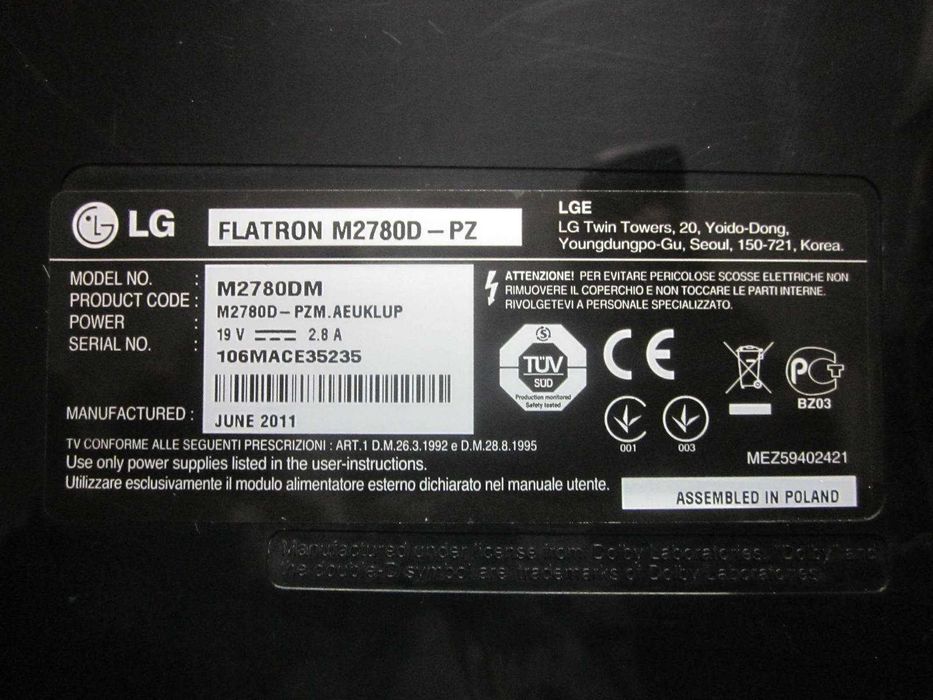 LG
FLATRON M2780D – PZ
LGE
LG Twin Towers, 20, Yoido-Dong,
Youngdungpo-Gu, Seoul, 150-721, Korea.
MODEL NO. : M2780DM
PRODUCT CODE : M2780D–PZM.AEUKLUP
POWER : 19 V 2.8 A
SERIAL NO. : 106MACE35235
MANUFACTURED : JUNE 2011
ATTENZIONE! PER EVITARE PERICOLOSE SCOSSE ELETTRICHE NON
RIMUOVERE IL COPERCHIO E NON TOCCARE LE PARTI INTERNE.
RIVOLGETEVI A PERSONALE SPECIALIZZATO.
S
TÜV
SÜD
Production monitored
Safety tested
CE
001
003
PCT
BZ03
TV CONFORME ALLE SEGUENTI PRESCRIZIONI : ART.1 D.M.26.3.1992 e D.M.28.8.1995
Use only power supplies listed in the user-instructions.
Utilizzare esclusivamente il modulo alimentatore esterno dichiarato nel manuale utente.
MEZ59402421
ASSEMBLED IN POLAND
Manufactured under license from Dolby Laboratories. "Dolby" and
the double-D symbol are trademarks of Dolby Laboratories.